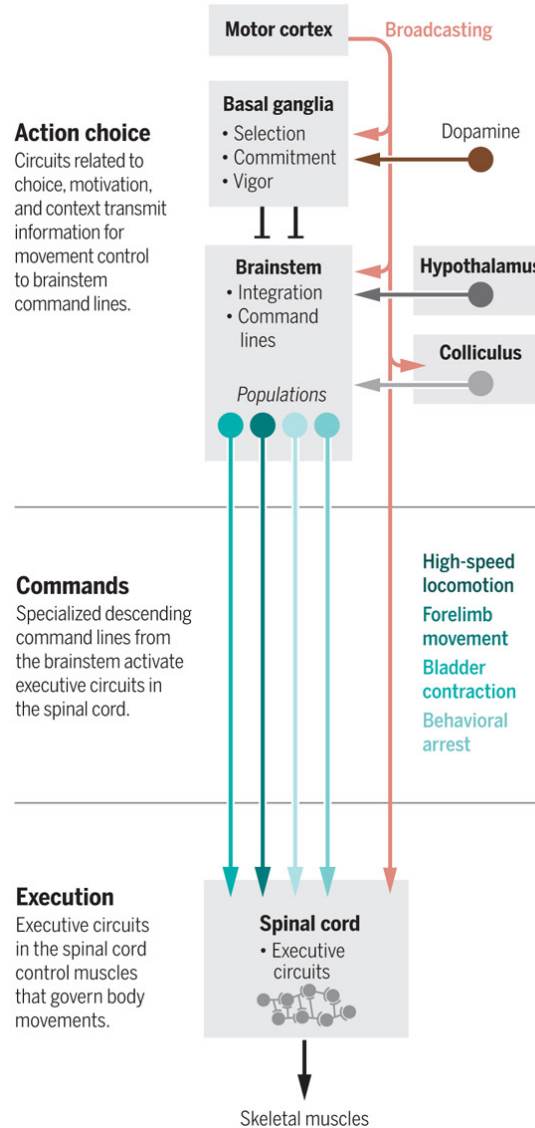 Motor cortex
Broadcasting
Basal ganglia
• Selection
• Commitment
• Vigor
Dopamine
Action choice
Circuits related to
choice, motivation,
and context transmit
information for
movement control
to brainstem
command lines.
Brainstem
• Integration
• Command
lines
Populations
Hypothalamus
Colliculus
Commands
Specialized descending
command lines from
the brainstem activate
executive circuits in
the spinal cord.
High-speed
locomotion
Forelimb
movement
Bladder
contraction
Behavioral
arrest
Execution
Executive circuits
in the spinal cord
control muscles
that govern body
movements.
Spinal cord
• Executive
circuits
Skeletal muscles